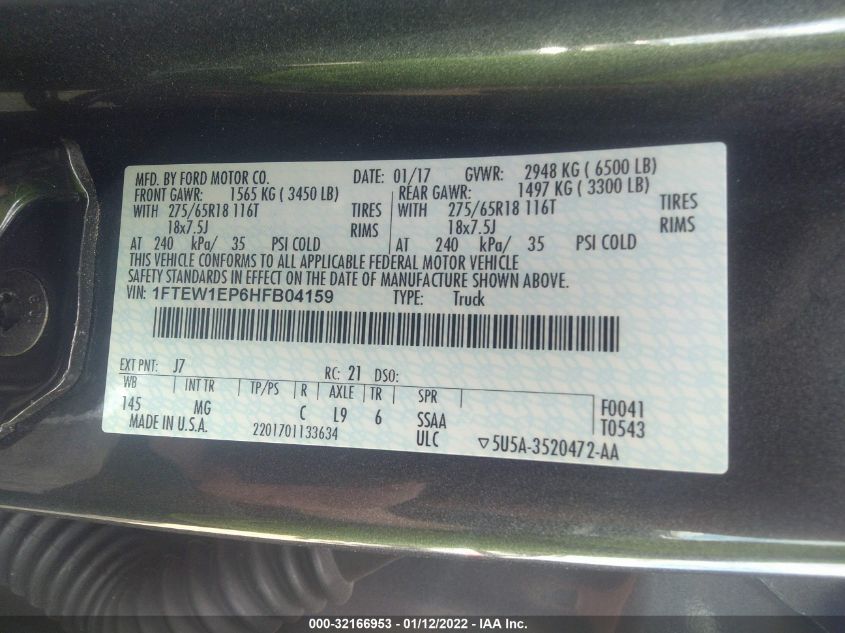 MFD. BY FORD MOTOR CO. DATE: 01/17 GVWR: 2948 KG ( 6500 LB)
FRONT GAWR: 1565 KG ( 3450 LB) REAR GAWR: 1497 KG ( 3300 LB)
WITH 275/65R18 116T TIRES WITH 275/65R18 116T TIRES
18x7.5J RIMS 18x7.5J RIMS
AT 240 kPa/ 35 PSI COLD AT 240 kPa/ 35 PSI COLD
THIS VEHICLE CONFORMS TO ALL APPLICABLE FEDERAL MOTOR VEHICLE
SAFETY STANDARDS IN EFFECT ON THE DATE OF MANUFACTURE SHOWN ABOVE.
VIN: 1FTEW1EP6HFB04159 TYPE: Truck
EXT PNT: J7 RC: 21 DSO:
WB INT TR TP/PS R AXLE TR SPR
145 MG C L9 6 SSAA F0041
MADE IN U.S.A. 2201701133634 ULC T0543
▽5U5A-3520472-AA
000-32166953 - 01/12/2022 - IAA Inc.